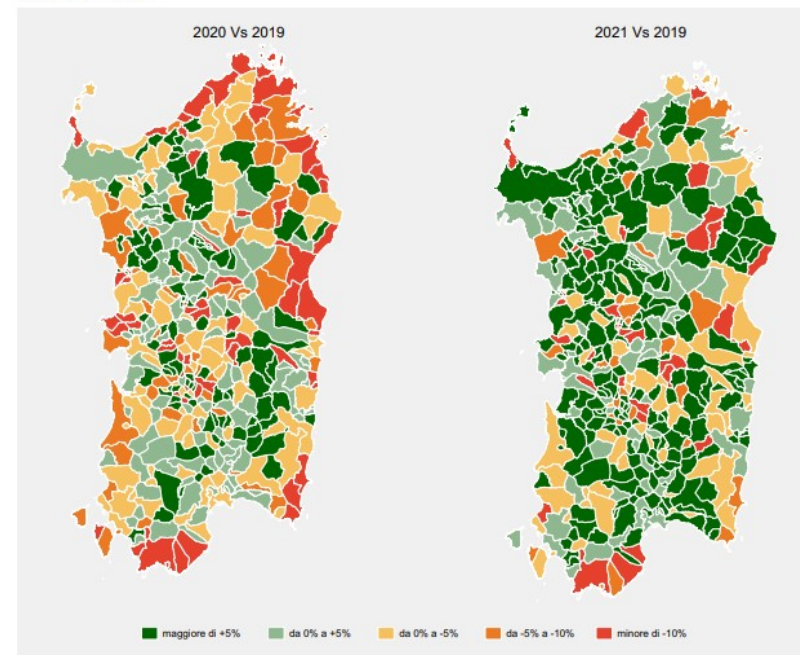 2020 Vs 2019
2021 Vs 2019
maggiore di +5%
da 0% a +5%
da 0% a -5%
da -5% a -10%
minore di -10%